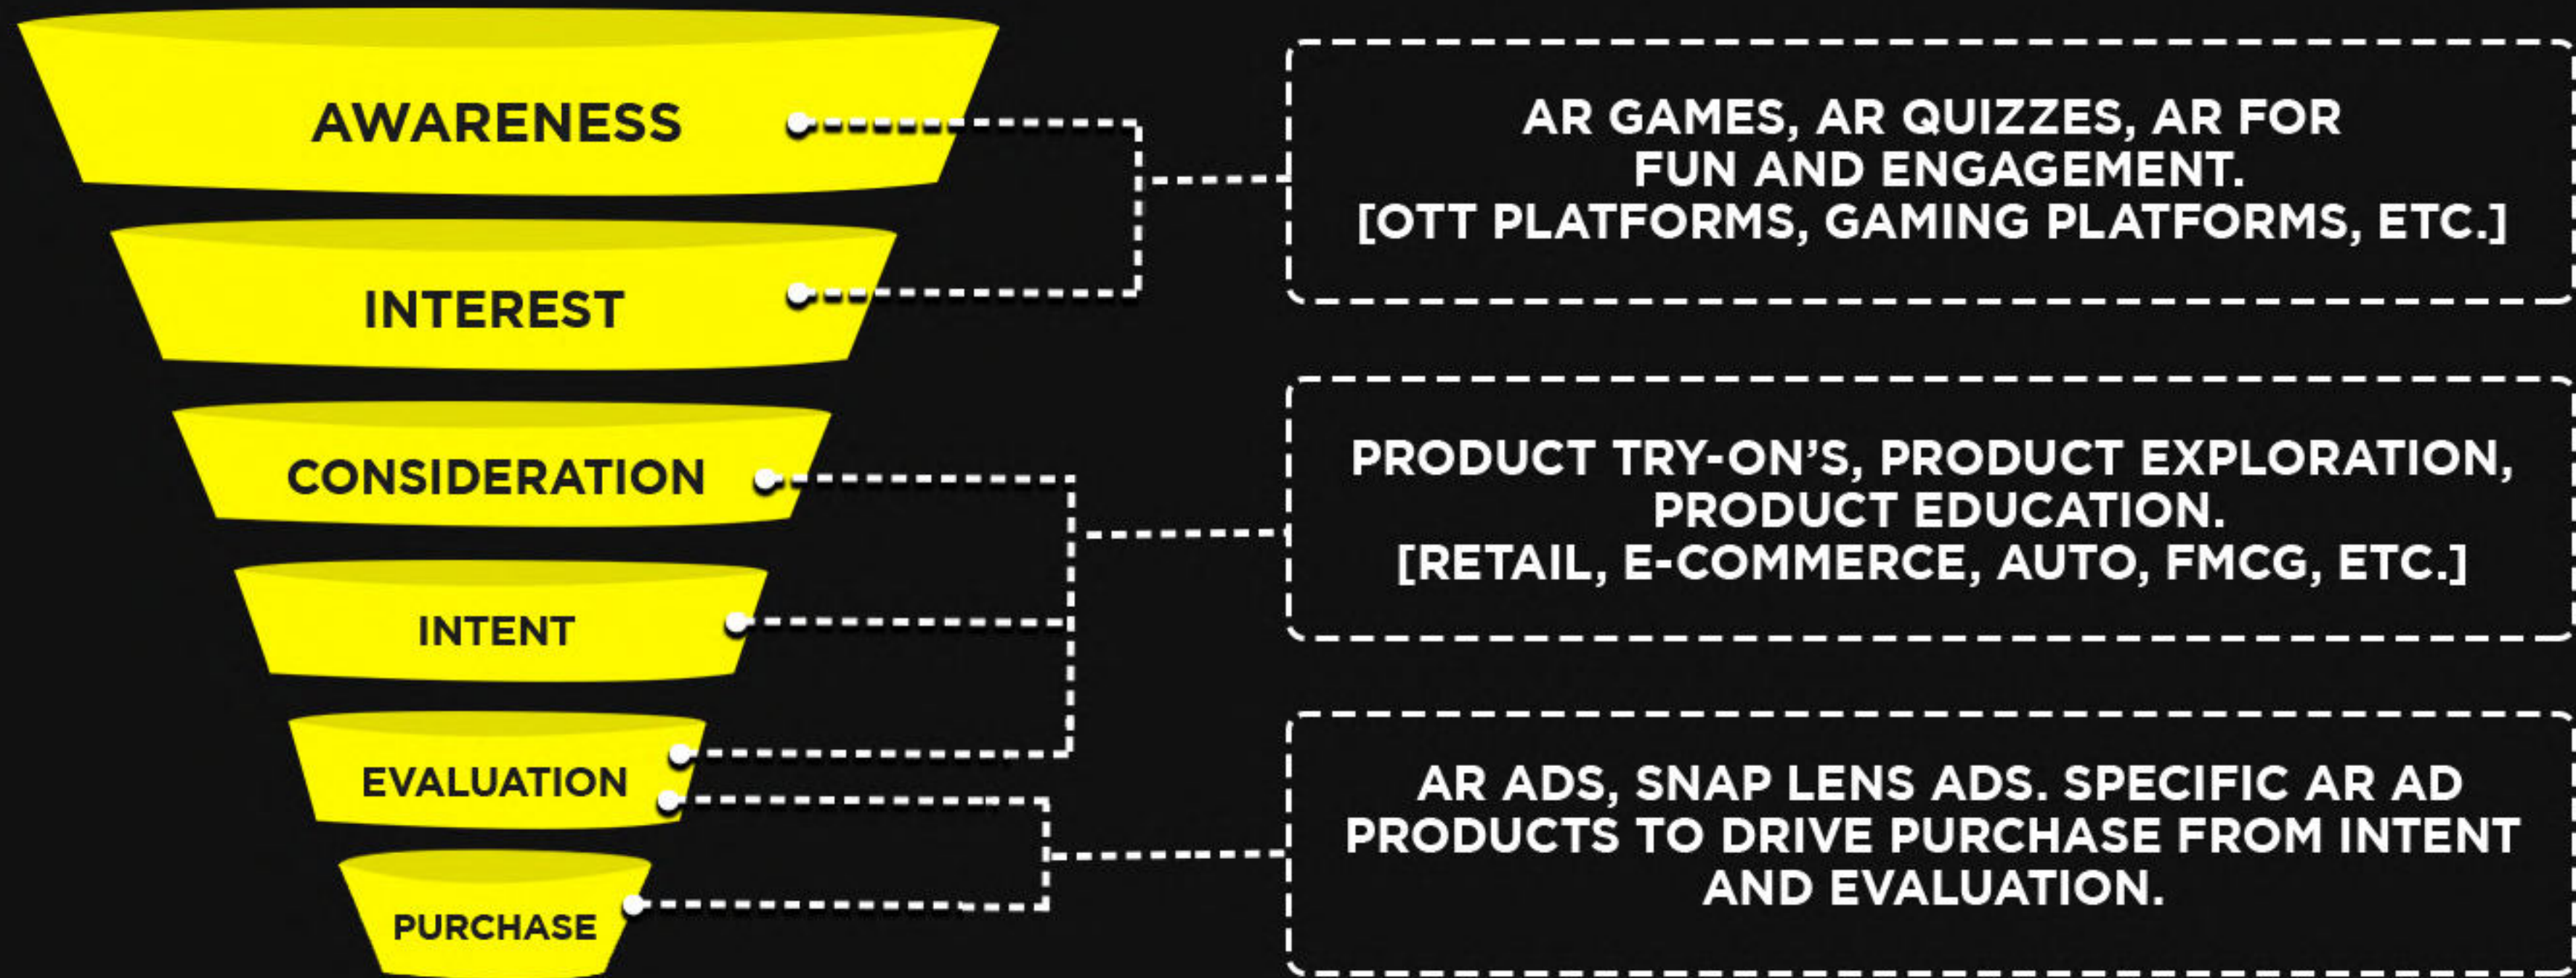 AWARENESS
INTEREST
CONSIDERATION
INTENT
EVALUATION
PURCHASE
AR GAMES, AR QUIZZES, AR FOR
FUN AND ENGAGEMENT.
[OTT PLATFORMS, GAMING PLATFORMS, ETC.]
PRODUCT TRY-ON’S, PRODUCT EXPLORATION,
PRODUCT EDUCATION.
[RETAIL, E-COMMERCE, AUTO, FMCG, ETC.]
AR ADS, SNAP LENS ADS. SPECIFIC AR AD
PRODUCTS TO DRIVE PURCHASE FROM INTENT
AND EVALUATION.